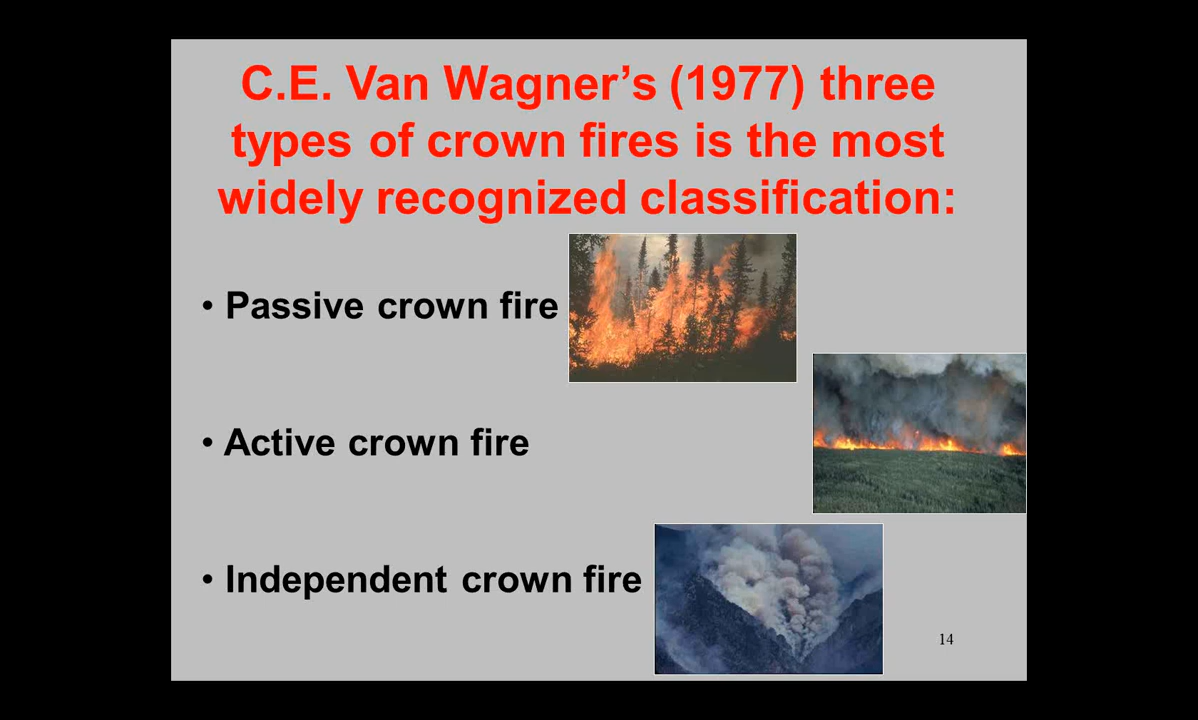 C.E. Van Wagner’s (1977) three
types of crown fires is the most
widely recognized classification:
• Passive crown fire
• Active crown fire
• Independent crown fire
14